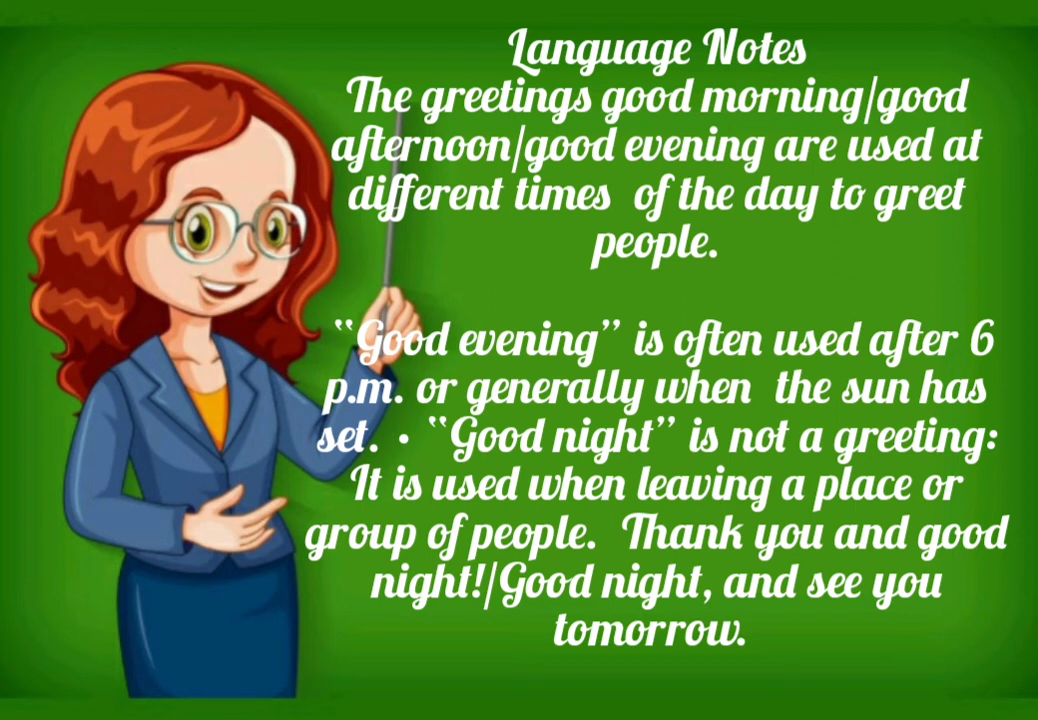 Language Notes
The greetings good morning/good
afternoon/good evening are used at
different times of the day to greet
people.
“Good evening” is often used after 6
p.m. or generally when the sun has
set. • “Good night” is not a greeting:
It is used when leaving a place or
group of people. Thank you and good
night!/Good night, and see you
tomorrow.